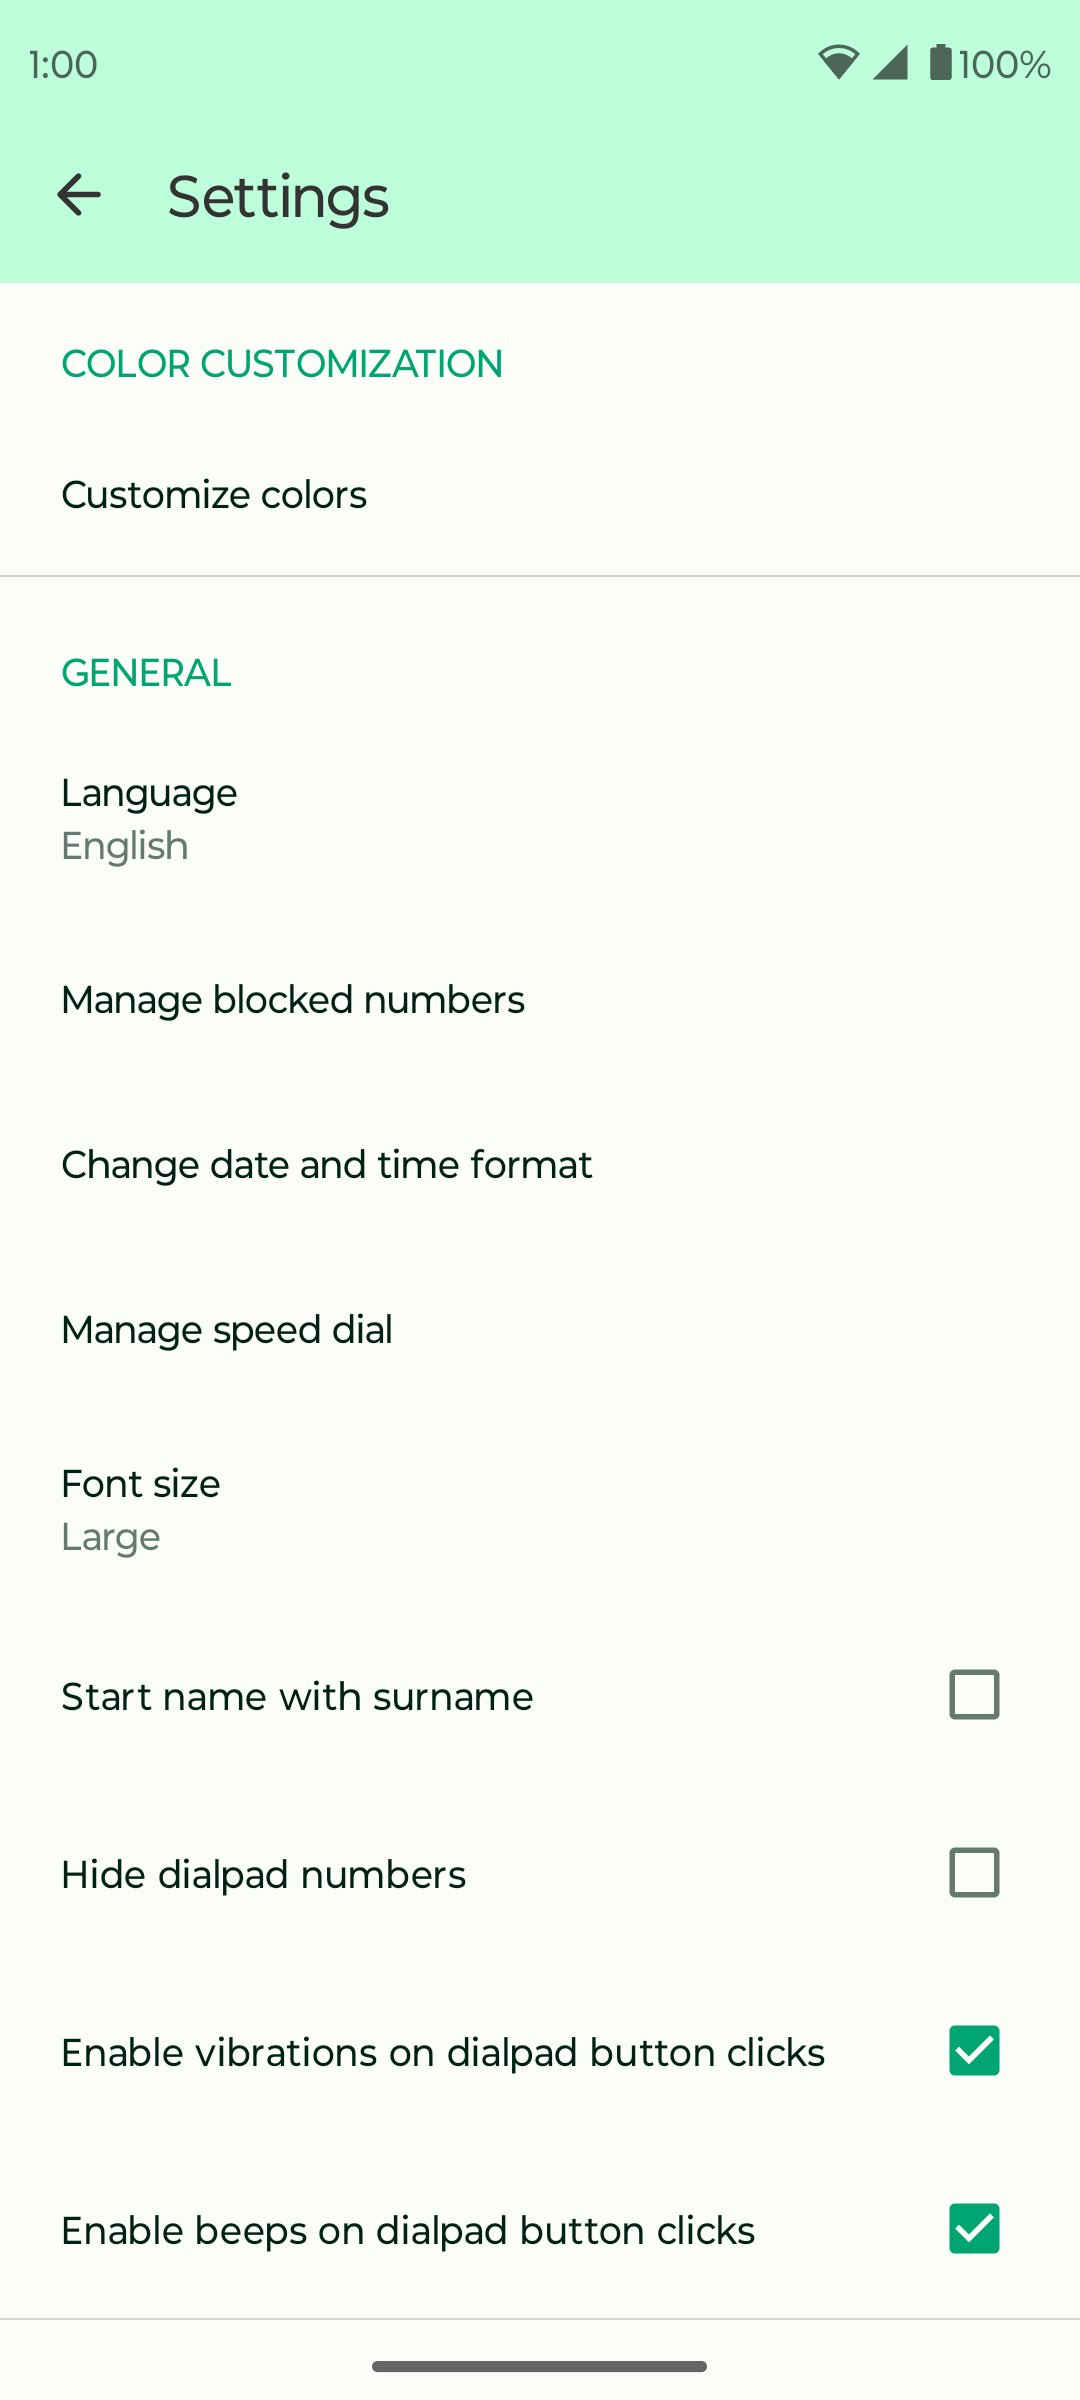 1:00
100%
Settings
COLOR CUSTOMIZATION
Customize colors
GENERAL
Language
English
Manage blocked numbers
Change date and time format
Manage speed dial
Font size
Large
Start name with surname
Hide dialpad numbers
Enable vibrations on dialpad button clicks
Enable beeps on dialpad button clicks